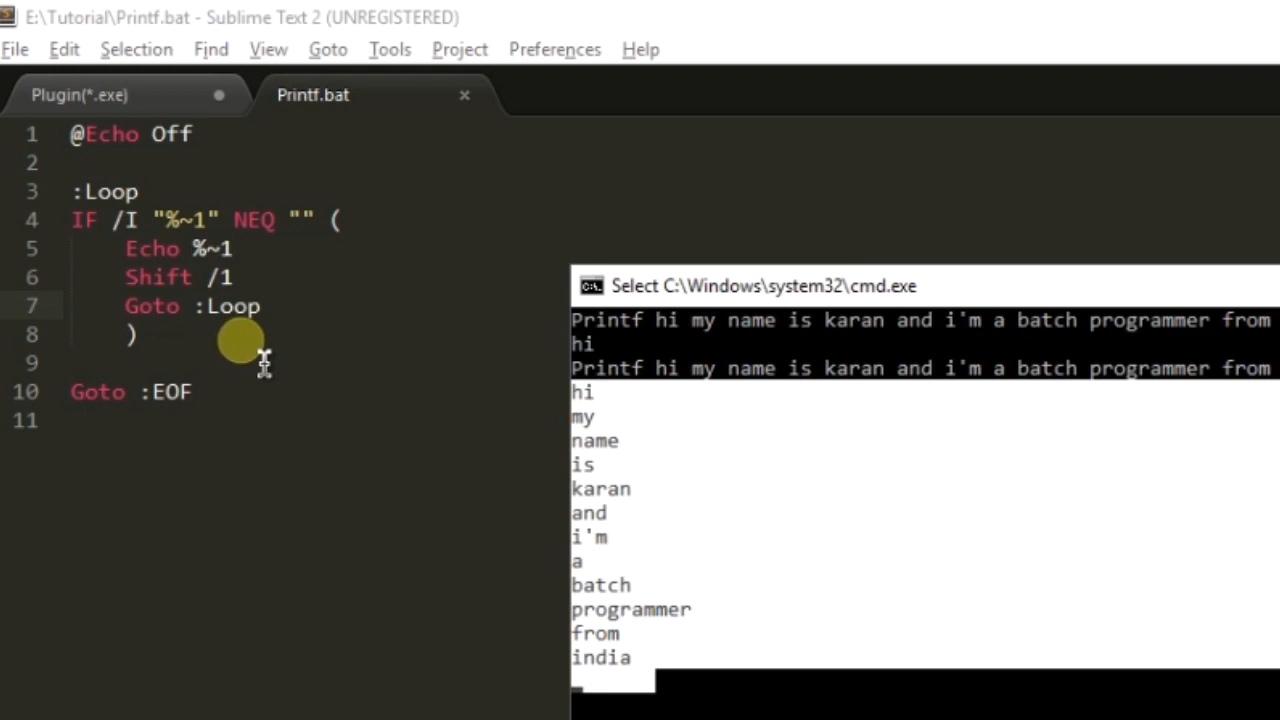 E:\Tutorial\Printf.bat - Sublime Text 2 (UNREGISTERED)
File Edit Selection Find View Goto Tools Project Preferences Help
Plugin(*.exe) Printf.bat
1 @Echo Off
2
3 :Loop
4 IF /I "%~1" NEQ "" (
5 Echo %~1
6 Shift /1
7 Goto :Loop
8 )
9
10 Goto :EOF
11
Select C:\Windows\system32\cmd.exe
Printf hi my name is karan and i'm a batch programmer from
hi
Printf hi my name is karan and i'm a batch programmer from
hi
my
name
is
karan
and
i'm
a
batch
programmer
from
india